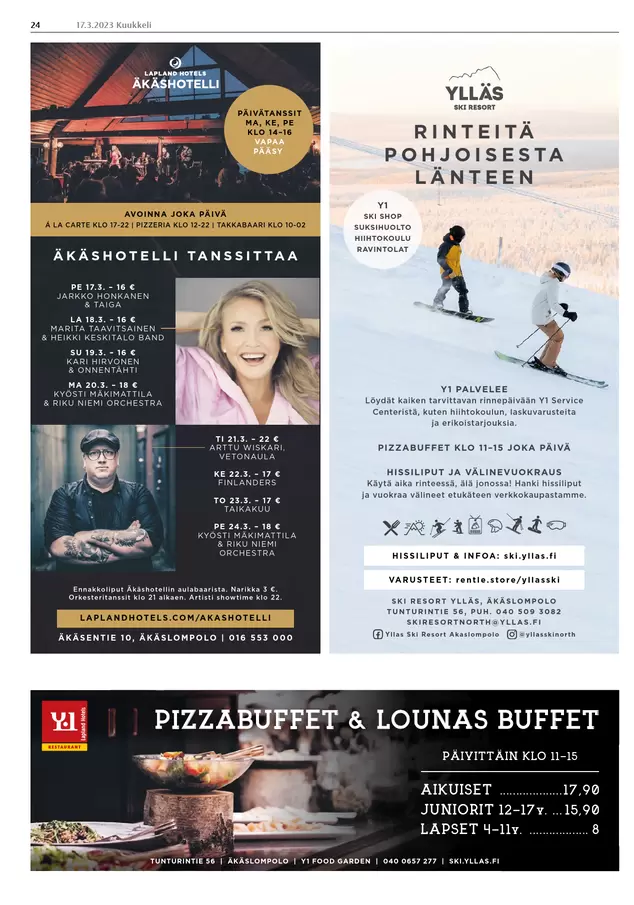 24
17.3.2023 Kuukkeli
LAPLAND HOTELS
ÄKÄSHOTELLI
PÄIVÄTANSSIT
MA, KE, PE
KLO 14–16
VAPAA
PÄÄSY
AVOINNA JOKA PÄIVÄ
Á LA CARTE KLO 17-22 | PIZZERIA KLO 12-22 | TAKKABAARI KLO 10-02
ÄKÄSHOTELLI TANSSITTAA
PE 17.3. – 16 €
JARKKO HONKANEN
& TAIGA
LA 18.3. – 16 €
MARITA TAAVITSAINEN
& HEIKKI KESKITALO BAND
SU 19.3. – 16 €
KARI HIRVONEN
& ONNENTÄHTI
MA 20.3. – 18 €
KYÖSTI MÄKIMATTILA
& RIKU NIEMI ORCHESTRA
TI 21.3. – 22 €
ARTTU WISKARI,
VETONAULA
KE 22.3. – 17 €
FINLANDERS
TO 23.3. – 17 €
TAIKAKUU
PE 24.3. – 18 €
KYÖSTI MÄKIMATTILA
& RIKU NIEMI
ORCHESTRA
Ennakkoliput Äkäshotellin aulabaarista. Narikka 3 €.
Orkesteritanssit klo 21 alkaen. Artisti showtime klo 22.
LAPLANDHOTELS.COM/AKASHOTELLI
ÄKÄSENTIE 10, ÄKÄSLOMPOLO | 016 553 000
YLLÄS
SKI RESORT
RINTEITÄ
POHJOISESTA
LÄNTEEN
Y1
SKI SHOP
SUKSIHUOLTO
HIIHTOKOULU
RAVINTOLAT
Y1 PALVELEE
Löydät kaiken tarvittavan rinnepäivään Y1 Service
Centeristä, kuten hiihtokoulun, laskuvarusteita
ja erikoistarjouksia.
PIZZABUFFET KLO 11–15 JOKA PÄIVÄ
HISSILIPUT JA VÄLINEVUOKRAUS
Käytä aika rinteessä, älä jonossa! Hanki hissiliput
ja vuokraa välineet etukäteen verkkokaupastamme.
HISSILIPUT & INFOA: ski.yllas.fi
VARUSTEET: rentle.store/yllasski
SKI RESORT YLLÄS, ÄKÄSLOMPOLO
TUNTURINTIE 56, PUH. 040 509 3082
SKIRESORTNORTH@YLLAS.FI
Yllas Ski Resort Akaslompolo @yllasskinorth
Y1
Lapland Hotels
RESTAURANT
PIZZABUFFET & LOUNAS BUFFET
PÄIVITTÄIN KLO 11–15
AIKUISET ...................17,90
JUNIORIT 12–17v. ... 15,90
LAPSET 4–11v. .................. 8
TUNTURINTIE 56 | ÄKÄSLOMPOLO | Y1 FOOD GARDEN | 040 0657 277 | SKI.YLLAS.FI